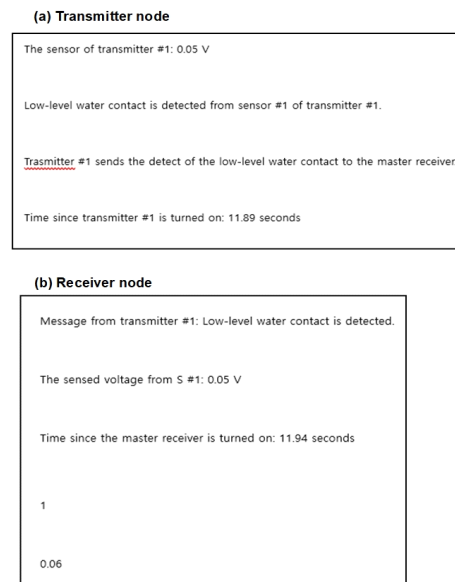 (a) Transmitter node
The sensor of transmitter #1: 0.05 V
Low-level water contact is detected from sensor #1 of transmitter #1.
Trasmitter #1 sends the detect of the low-level water contact to the master receiver
Time since transmitter #1 is turned on: 11.89 seconds
(b) Receiver node
Message from transmitter #1: Low-level water contact is detected.
The sensed voltage from S #1: 0.05 V
Time since the master receiver is turned on: 11.94 seconds
1
0.06